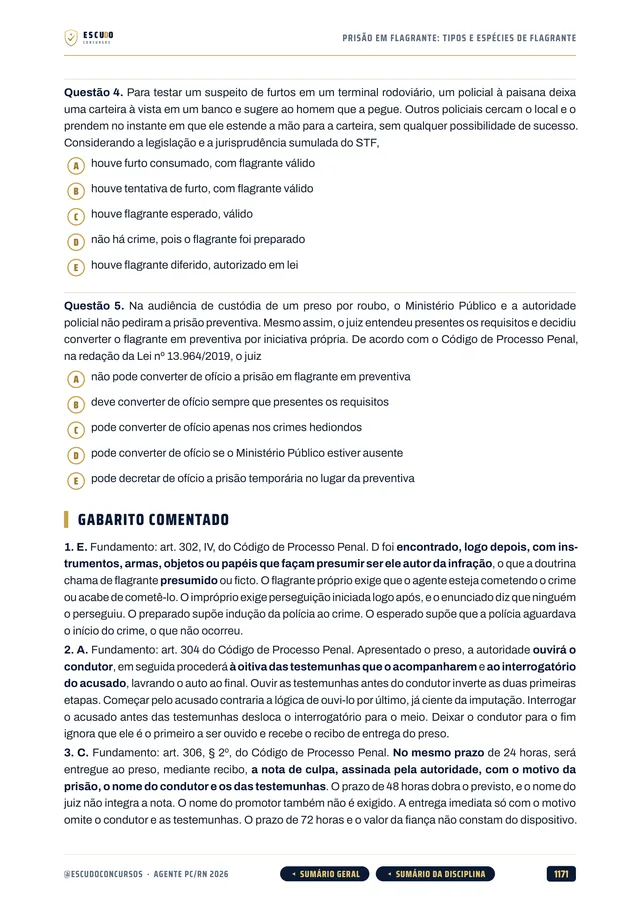 ESCUDO
CONCURSOS
PRISÃO EM FLAGRANTE: TIPOS E ESPÉCIES DE FLAGRANTE
Questão 4. Para testar um suspeito de furtos em um terminal rodoviário, um policial à paisana deixa
uma carteira à vista em um banco e sugere ao homem que a pegue. Outros policiais cercam o local e o
prendem no instante em que ele estende a mão para a carteira, sem qualquer possibilidade de sucesso.
Considerando a legislação e a jurisprudência sumulada do STF,
A houve furto consumado, com flagrante válido
B houve tentativa de furto, com flagrante válido
C houve flagrante esperado, válido
D não há crime, pois o flagrante foi preparado
E houve flagrante diferido, autorizado em lei
Questão 5. Na audiência de custódia de um preso por roubo, o Ministério Público e a autoridade
policial não pediram a prisão preventiva. Mesmo assim, o juiz entendeu presentes os requisitos e decidiu
converter o flagrante em preventiva por iniciativa própria. De acordo com o Código de Processo Penal,
na redação da Lei nº 13.964/2019, o juiz
A não pode converter de ofício a prisão em flagrante em preventiva
B deve converter de ofício sempre que presentes os requisitos
C pode converter de ofício apenas nos crimes hediondos
D pode converter de ofício se o Ministério Público estiver ausente
E pode decretar de ofício a prisão temporária no lugar da preventiva
GABARITO COMENTADO
1. E. Fundamento: art. 302, IV, do Código de Processo Penal. D foi encontrado, logo depois, com ins-
trumentos, armas, objetos ou papéis que façam presumir ser ele autor da infração, o que a doutrina
chama de flagrante presumido ou ficto. O flagrante próprio exige que o agente esteja cometendo o crime
ou acabe de cometê-lo. O impróprio exige perseguição iniciada logo após, e o enunciado diz que ninguém
o perseguiu. O preparado supõe indução da polícia ao crime. O esperado supõe que a polícia aguardava
o início do crime, o que não ocorreu.
2. A. Fundamento: art. 304 do Código de Processo Penal. Apresentado o preso, a autoridade ouvirá o
condutor, em seguida procederá à oitiva das testemunhas que o acompanharem e ao interrogatório
do acusado, lavrando o auto ao final. Ouvir as testemunhas antes do condutor inverte as duas primeiras
etapas. Começar pelo acusado contraria a lógica de ouvi-lo por último, já ciente da imputação. Interrogar
o acusado antes das testemunhas desloca o interrogatório para o meio. Deixar o condutor para o fim
ignora que ele é o primeiro a ser ouvido e recebe o recibo de entrega do preso.
3. C. Fundamento: art. 306, § 2º, do Código de Processo Penal. No mesmo prazo de 24 horas, será
entregue ao preso, mediante recibo, a nota de culpa, assinada pela autoridade, com o motivo da
prisão, o nome do condutor e os das testemunhas. O prazo de 48 horas dobra o previsto, e o nome do
juiz não integra a nota. O nome do promotor também não é exigido. A entrega imediata só com o motivo
omite o condutor e as testemunhas. O prazo de 72 horas e o valor da fiança não constam do dispositivo.
@ESCUDOCONCURSOS · AGENTE PC/RN 2026
SUMÁRIO GERAL
SUMÁRIO DA DISCIPLINA
1171